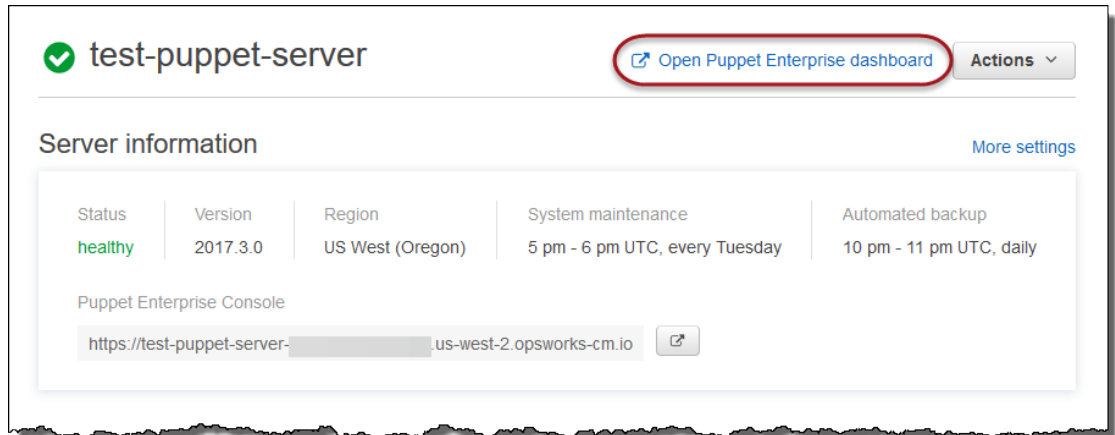 test-puppet-server
Open Puppet Enterprise dashboard
Actions
Server information
More settings
Status Version Region System maintenance Automated backup
healthy 2017.3.0 US West (Oregon) 5 pm - 6 pm UTC, every Tuesday 10 pm - 11 pm UTC, daily
Puppet Enterprise Console
https://test-puppet-server- .us-west-2.opsworks-cm.io